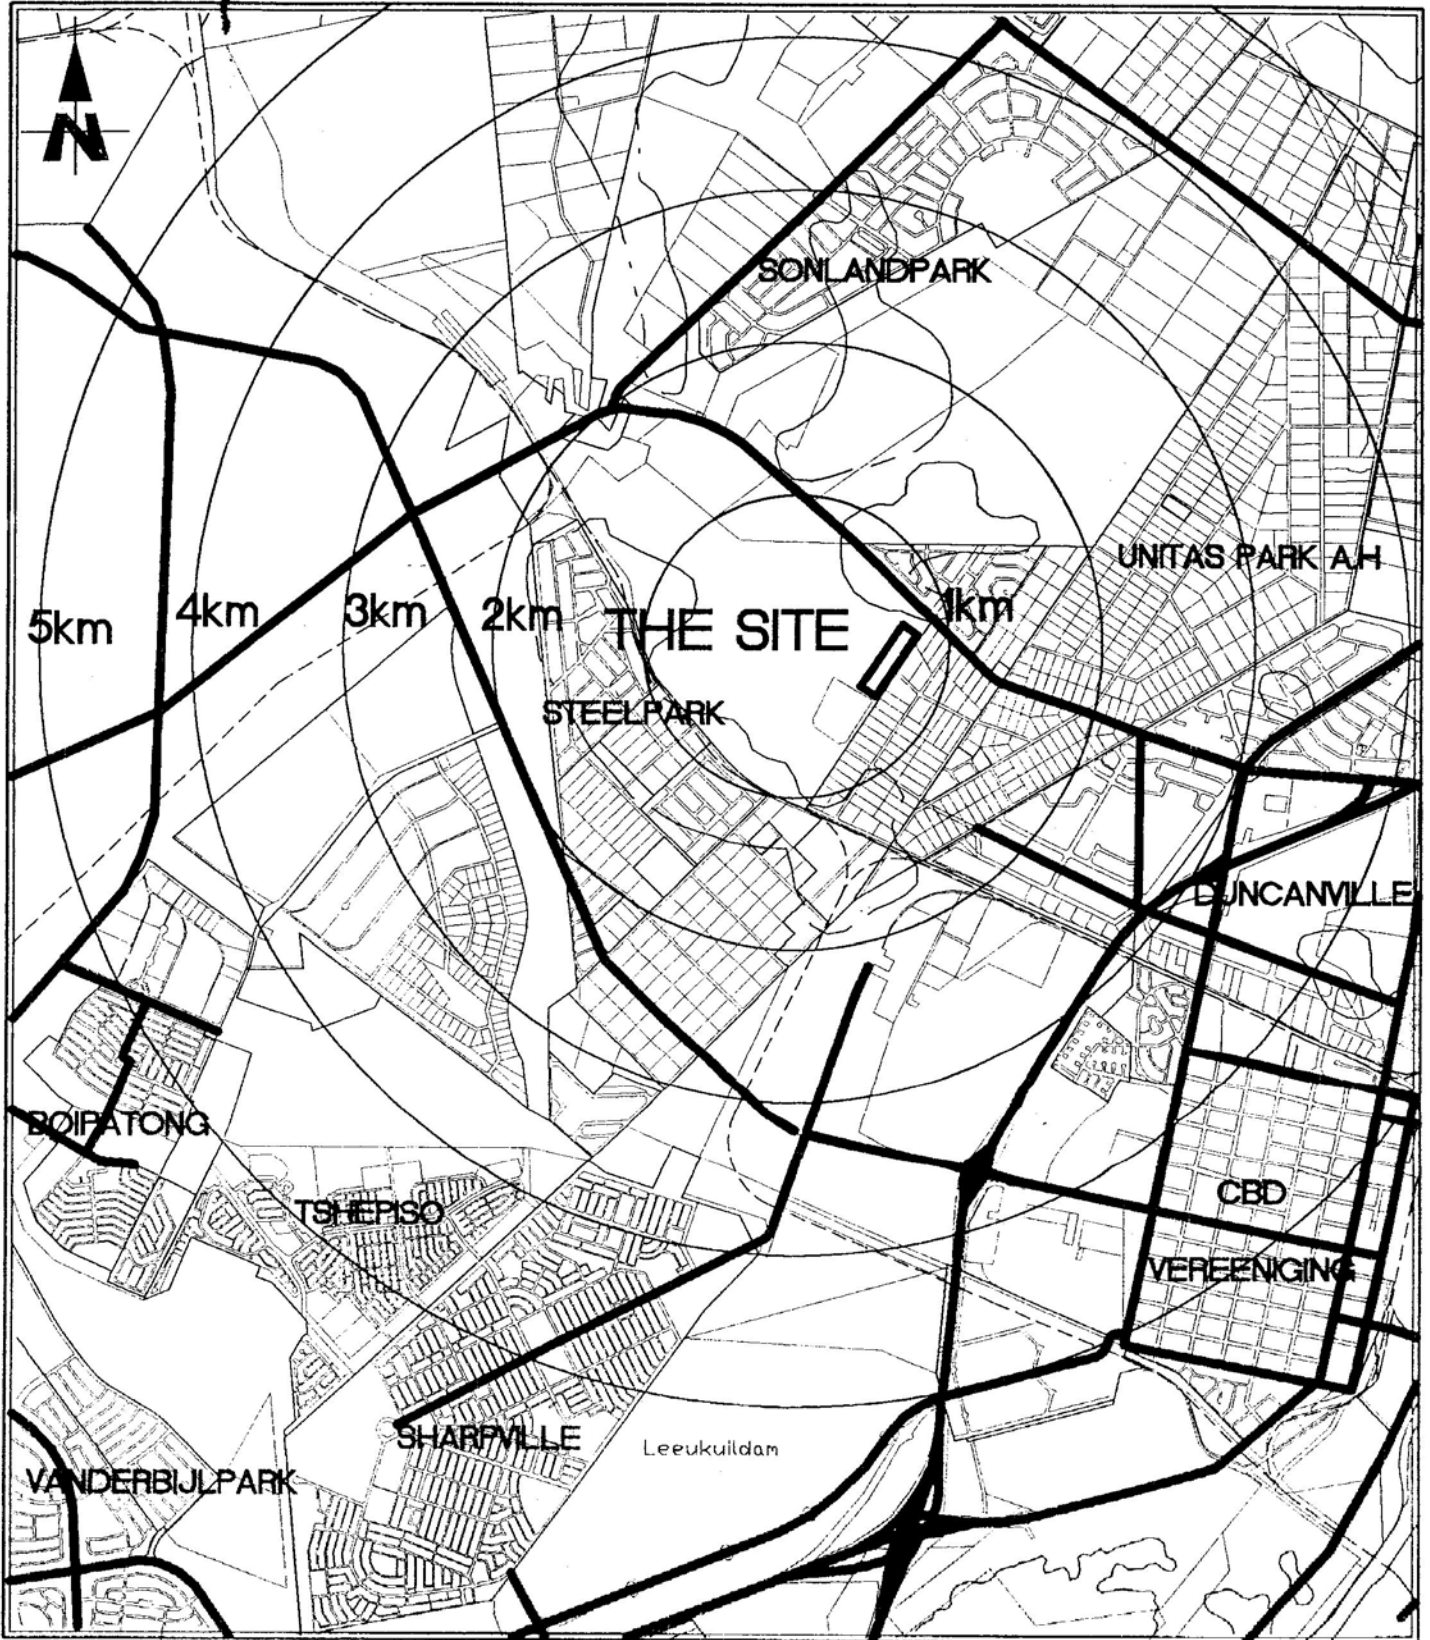 N
SONLANDPARK
UNITAS PARK A.H
5km
4km
3km
2km
THE SITE
1km
STEELPARK
DUNCANVILLE
BOIPATONG
TSHEPISO
CBD
VEREENIGING
SHARPVILLE
Leeukuildam
VANDERBIJLPARK